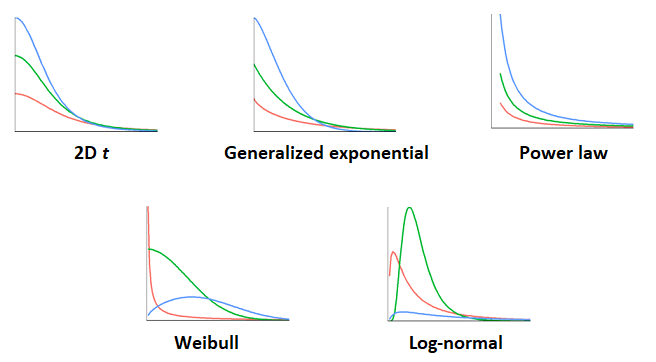 2D t
Generalized exponential
Power law
Weibull
Log-normal